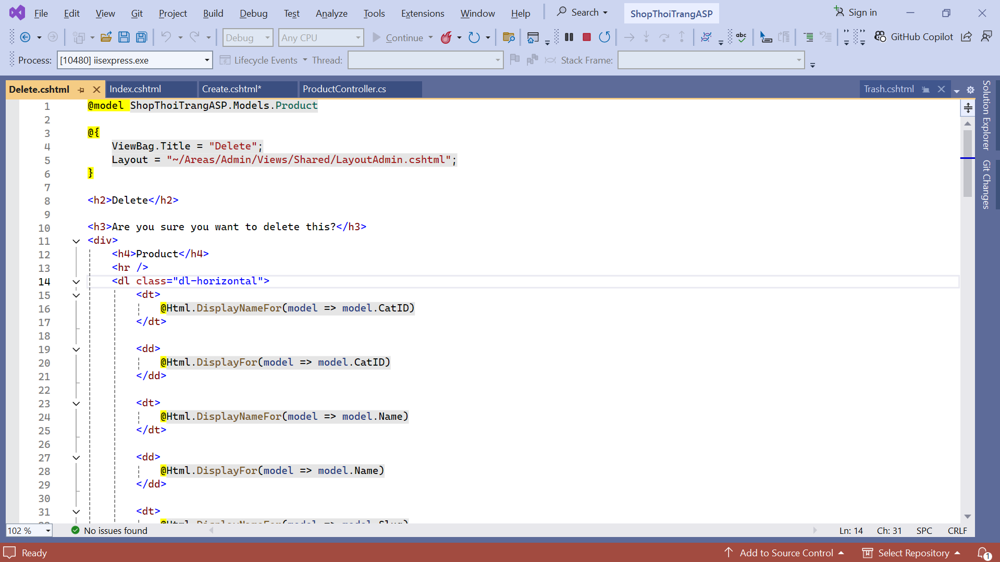 File Edit View Git Project Build Debug Test Analyze Tools Extensions Window Help Search ShopThoiTrangASP Sign in
Debug Any CPU Continue abc GitHub Copilot
Process: [10480] iisexpress.exe Lifecycle Events Thread: Stack Frame:
Delete.cshtml Index.cshtml Create.cshtml* ProductController.cs Trash.cshtml
Solution Explorer
Git Changes
1 @model ShopThoiTrangASP.Models.Product
2
3 @{
4 ViewBag.Title = "Delete";
5 Layout = "~/Areas/Admin/Views/Shared/LayoutAdmin.cshtml";
6 }
7
8 <h2>Delete</h2>
9
10 <h3>Are you sure you want to delete this?</h3>
11 <div>
12 <h4>Product</h4>
13 <hr />
14 <dl class="dl-horizontal">
15 <dt>
16 @Html.DisplayNameFor(model => model.CatID)
17 </dt>
18
19 <dd>
20 @Html.DisplayFor(model => model.CatID)
21 </dd>
22
23 <dt>
24 @Html.DisplayNameFor(model => model.Name)
25 </dt>
26
27 <dd>
28 @Html.DisplayFor(model => model.Name)
29 </dd>
30
31 <dt>
102 % No issues found Ln: 14 Ch: 31 SPC CRLF
Ready Add to Source Control Select Repository 1